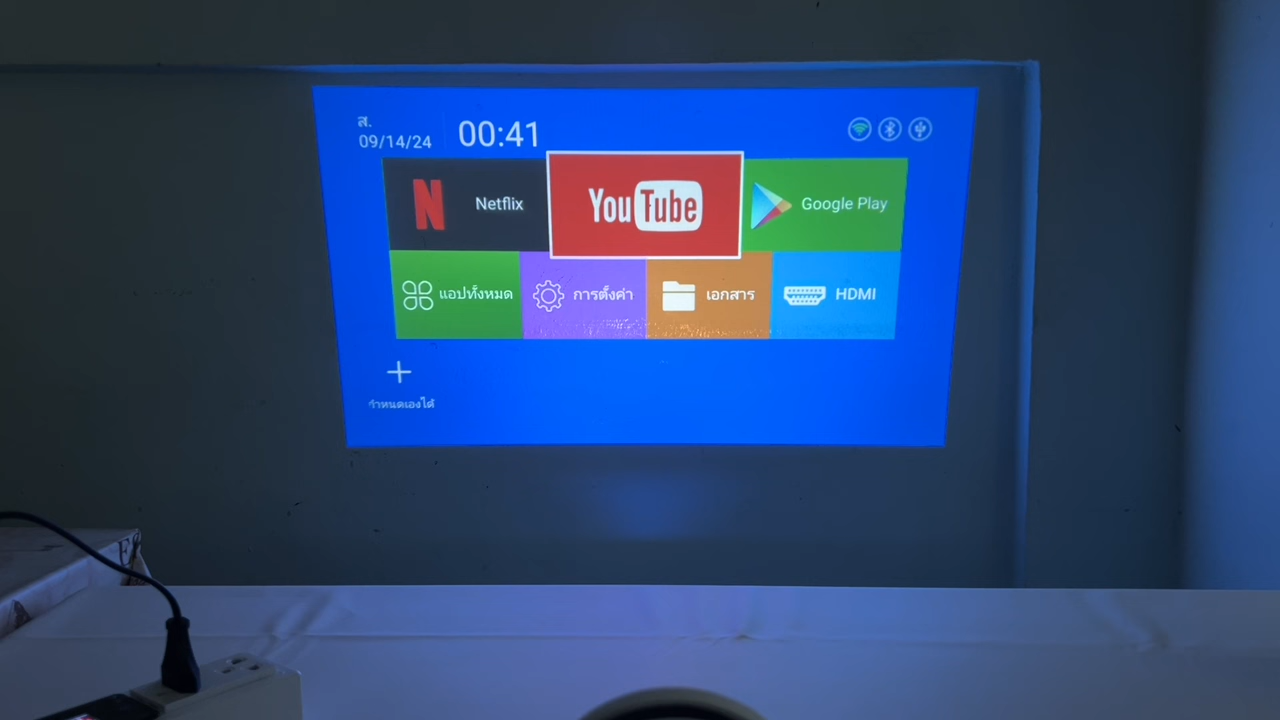 ส.
09/14/24
00:41
N Netflix
YouTube
Google Play
แอปทั้งหมด
การตั้งค่า
เอกสาร
HDMI
กำหนดเองได้